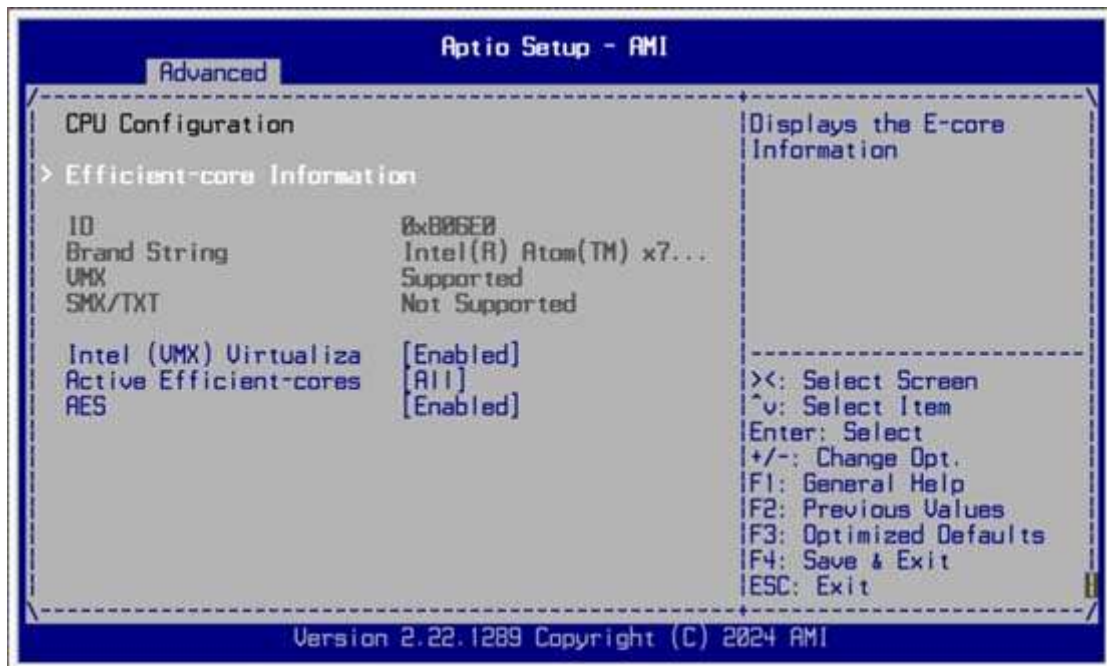 Aptio Setup - AMI
Advanced
CPU Configuration
> Efficient-core Information
ID 0xB06E0
Brand String Intel(R) Atom(TM) x7...
VMX Supported
SMX/TXT Not Supported
Intel (VMX) Virtualiza [Enabled]
Active Efficient-cores [All]
AES [Enabled]
Displays the E-core
Information
><: Select Screen
^v: Select Item
Enter: Select
+/-: Change Opt.
F1: General Help
F2: Previous Values
F3: Optimized Defaults
F4: Save & Exit
ESC: Exit
Version 2.22.1289 Copyright (C) 2024 AMI